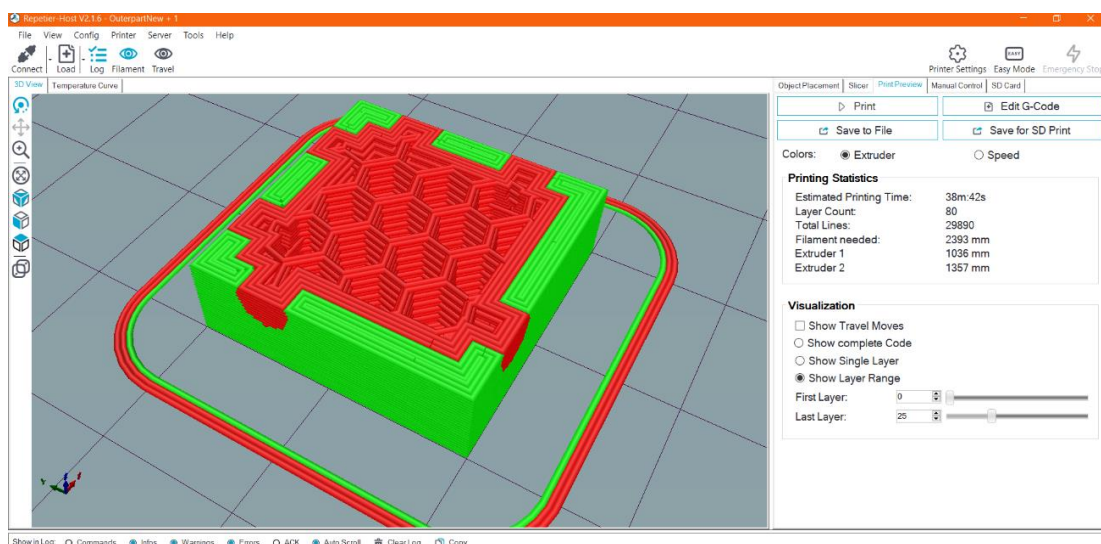 Repetier-Host V2.1.6 - OuterpartNew + 1
File View Config Printer Server Tools Help
Connect Load Log Filament Travel Printer Settings Easy Mode Emergency Stop
EASY
3D View Temperature Curve
Object Placement Slicer Print Preview Manual Control SD Card
Print Edit G-Code
Save to File Save for SD Print
Colors: Extruder Speed
Printing Statistics
Estimated Printing Time: 38m:42s
Layer Count: 80
Total Lines: 29890
Filament needed: 2393 mm
Extruder 1 1036 mm
Extruder 2 1357 mm
Visualization
Show Travel Moves
Show complete Code
Show Single Layer
Show Layer Range
First Layer: 0
Last Layer: 25
Show in Log: Commands Infos Warnings Errors ACK Auto Scroll Clear Log Copy